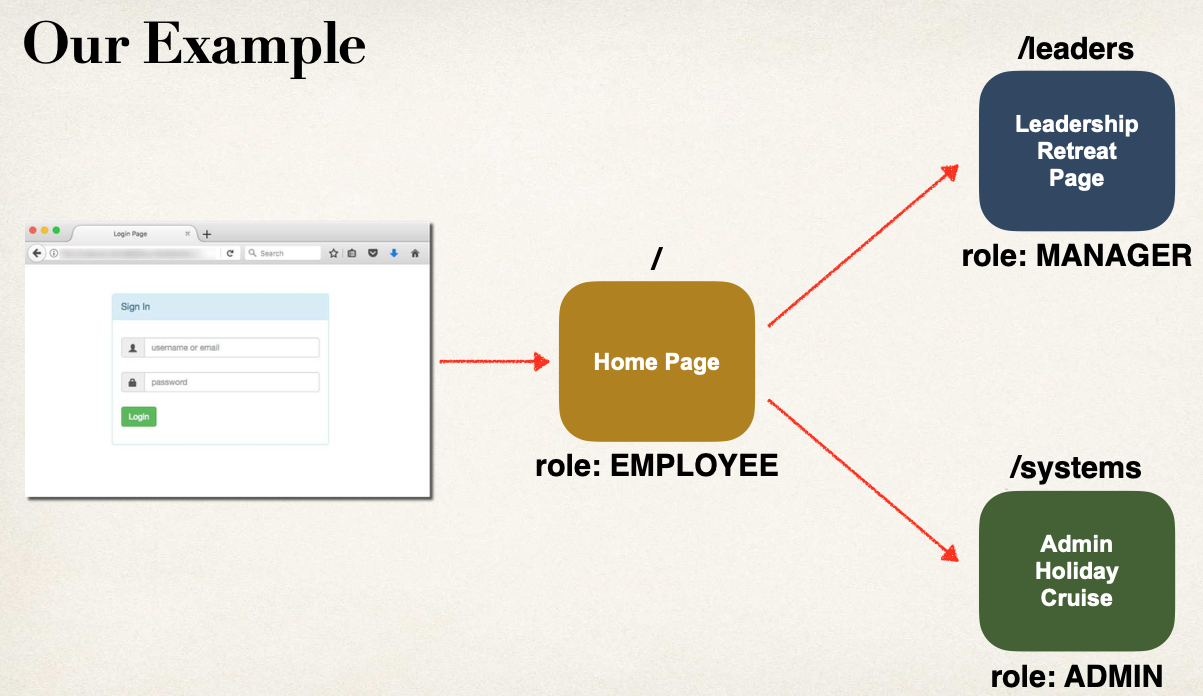 Our Example
Login Page
Search
Sign In
username or email
password
Login
/
Home Page
role: EMPLOYEE
/leaders
Leadership
Retreat
Page
role: MANAGER
/systems
Admin
Holiday
Cruise
role: ADMIN